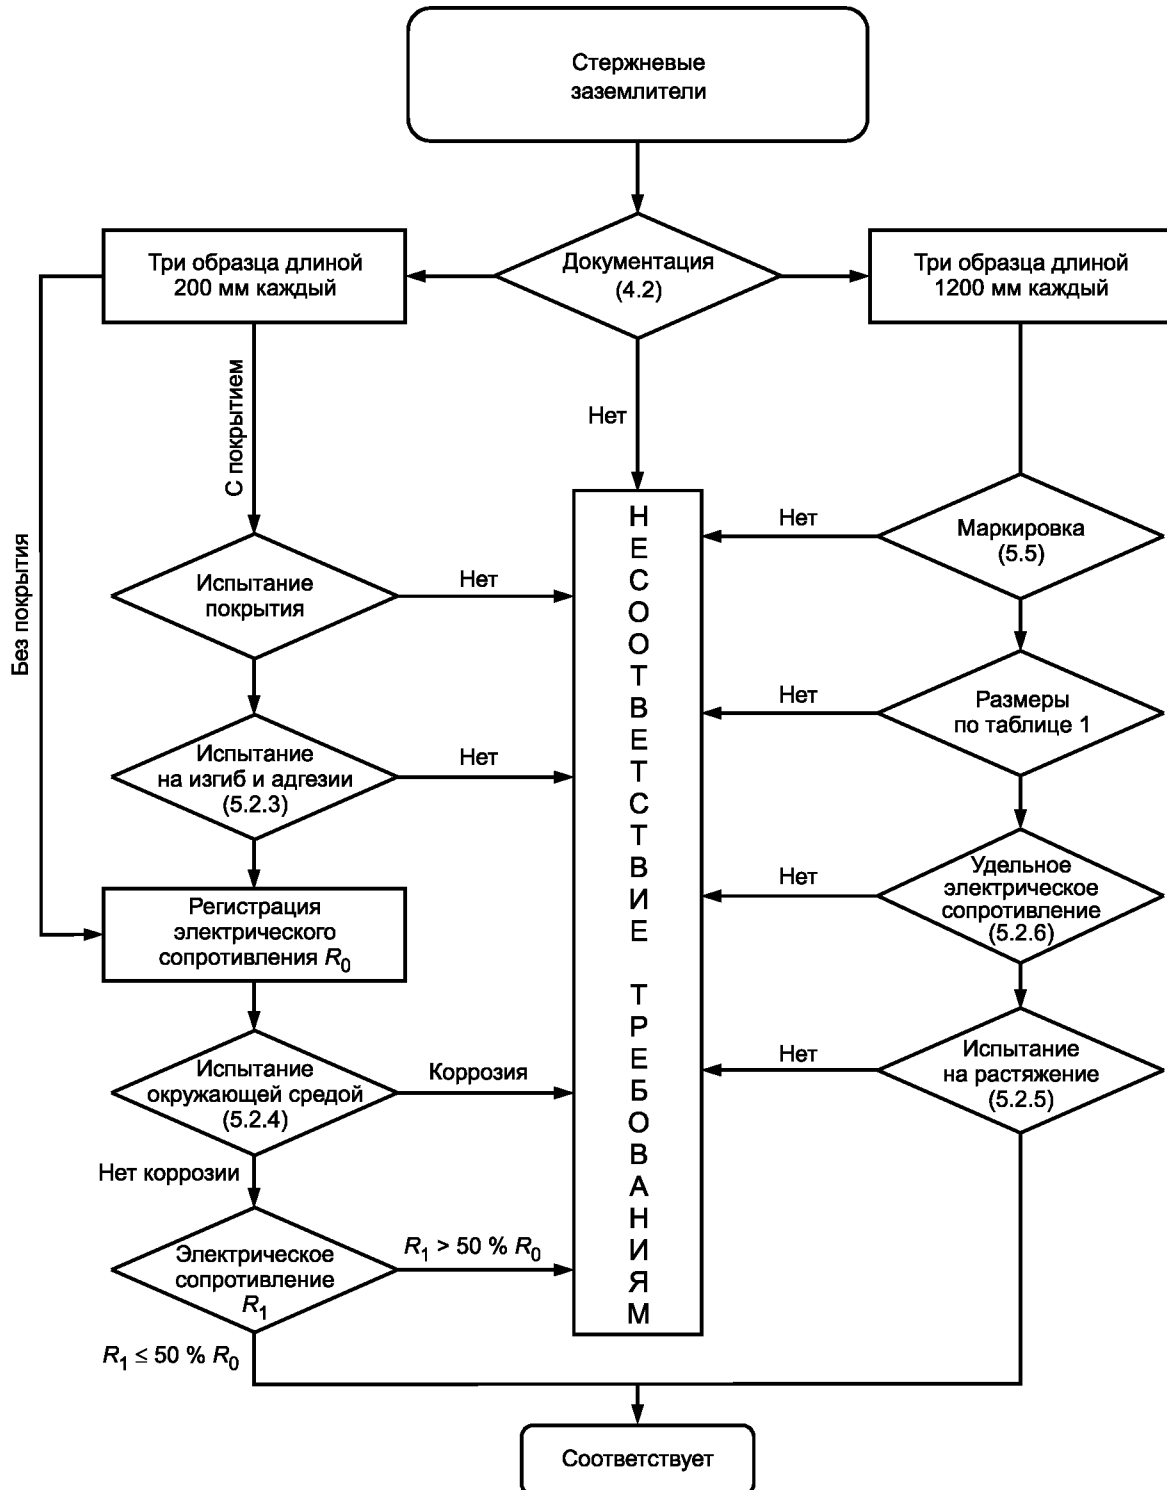 Стержневые
заземлители
Документация
(4.2)
Три образца длиной
200 мм каждый
Три образца длиной
1200 мм каждый
С покрытием
Без покрытия
Нет
НЕСООТВЕТСТВИЕ ТРЕБОВАНИЯМ
Испытание
покрытия
Нет
Испытание
на изгиб и адгезии
(5.2.3)
Нет
Регистрация
электрического
сопротивления R0
Испытание
окружающей средой
(5.2.4)
Коррозия
Нет коррозии
Электрическое
сопротивление
R1
R1 > 50 % R0
R1 ≤ 50 % R0
Маркировка
(5.5)
Нет
Размеры
по таблице 1
Нет
Удельное
электрическое
сопротивление
(5.2.6)
Нет
Испытание
на растяжение
(5.2.5)
Нет
Соответствует